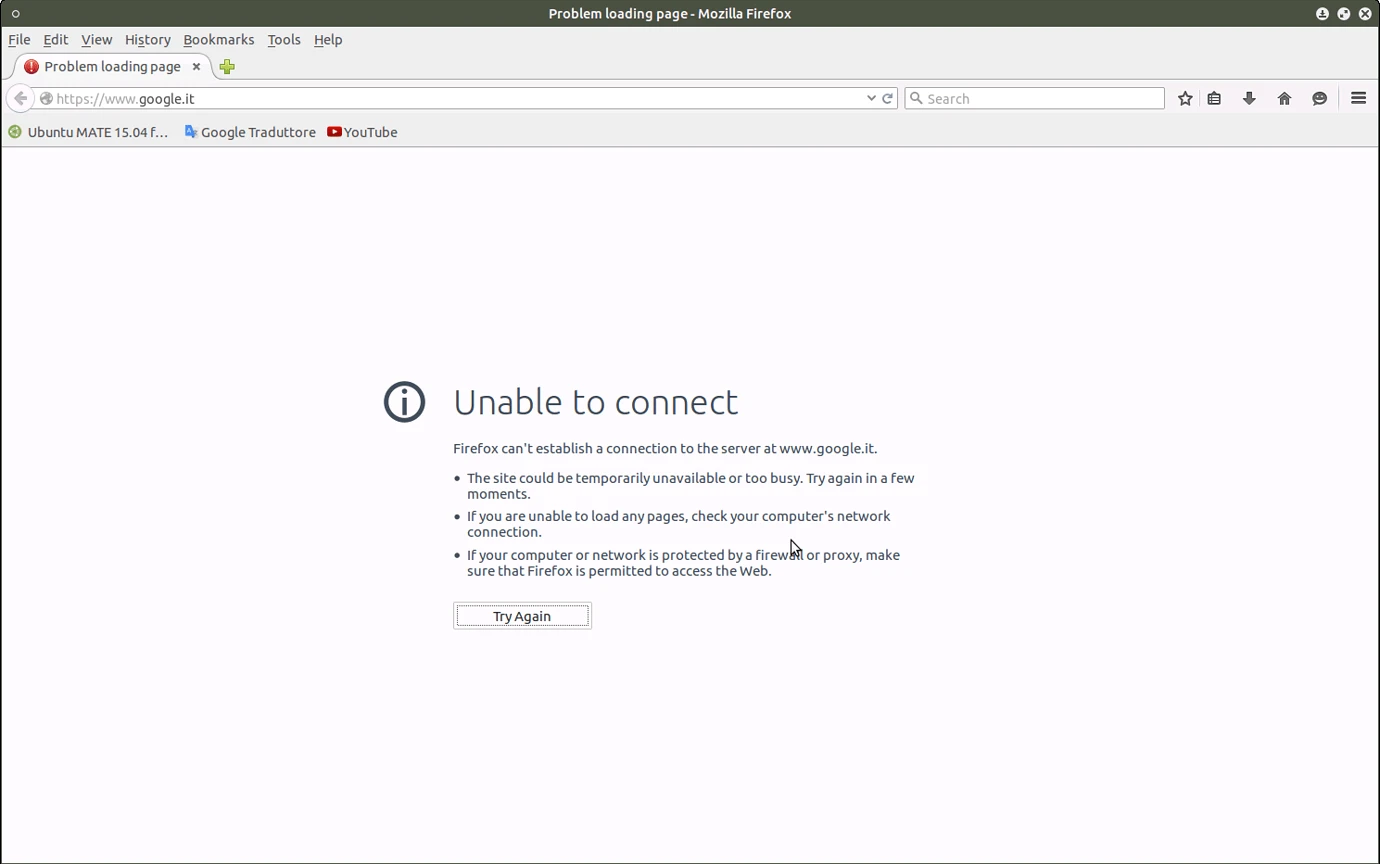 Problem loading page - Mozilla Firefox
File Edit View History Bookmarks Tools Help
Problem loading page
https://www.google.it Search
Ubuntu MATE 15.04 f... Google Traduttore YouTube
Unable to connect
Firefox can't establish a connection to the server at www.google.it.
• The site could be temporarily unavailable or too busy. Try again in a few
moments.
• If you are unable to load any pages, check your computer's network
connection.
• If your computer or network is protected by a firewall or proxy, make
sure that Firefox is permitted to access the Web.
Try Again